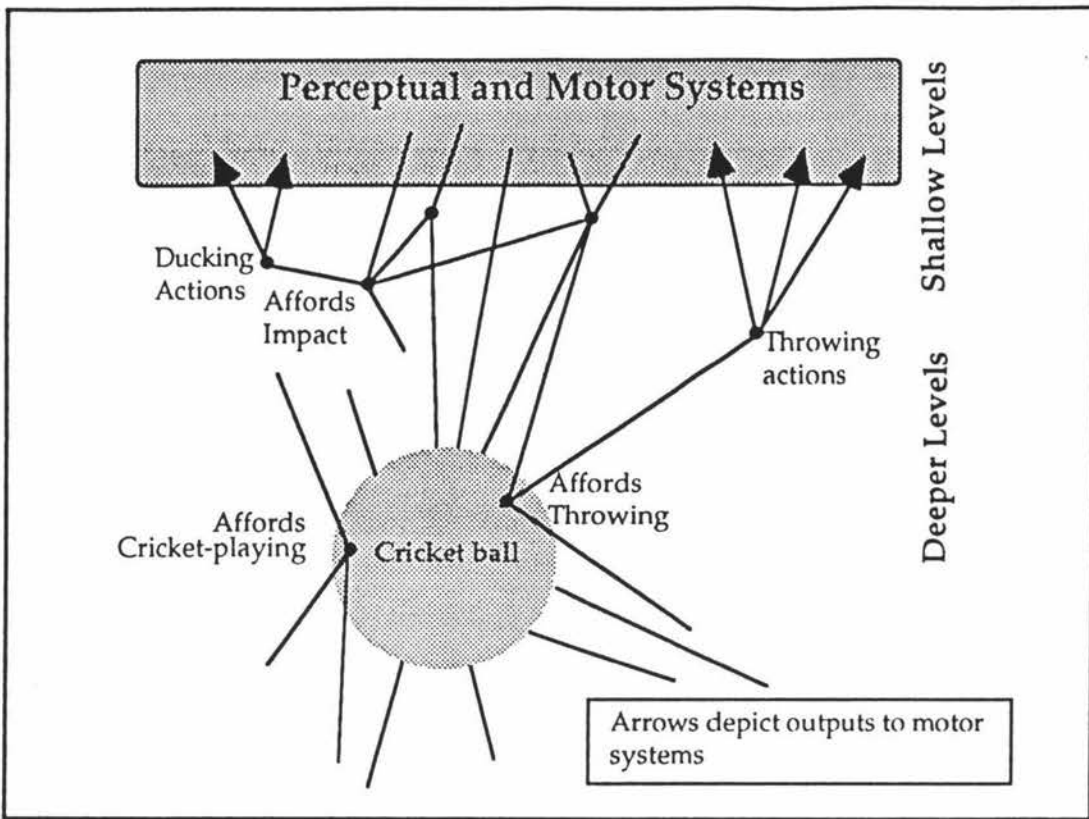 Perceptual and Motor Systems
Shallow Levels
Ducking
Actions
Affords
Impact
Throwing
actions
Deeper Levels
Affords
Throwing
Affords
Cricket-playing
Cricket ball
Arrows depict outputs to motor
systems